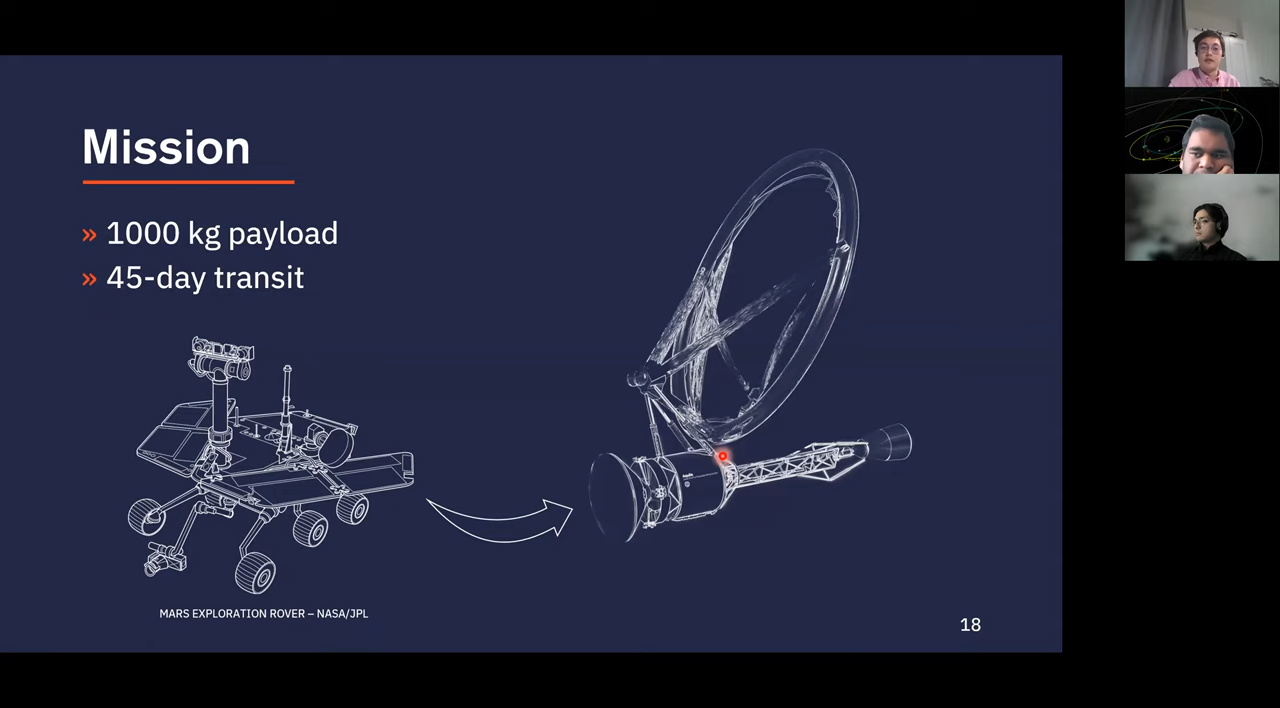 Mission
» 1000 kg payload
» 45-day transit
MARS EXPLORATION ROVER – NASA/JPL
18